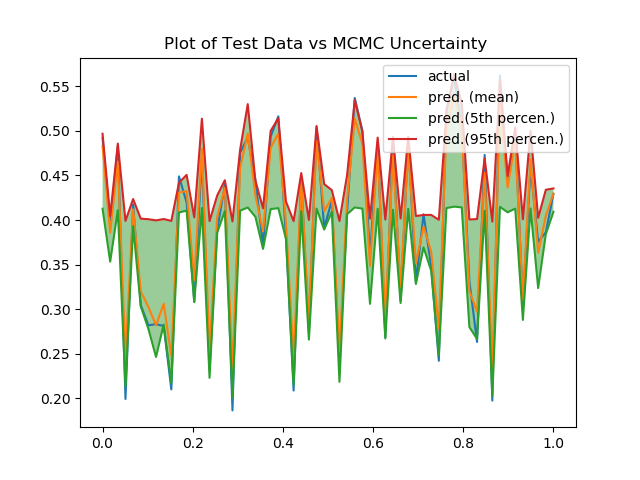 Plot of Test Data vs MCMC Uncertainty
actual
pred. (mean)
pred.(5th percen.)
pred.(95th percen.)
0.55
0.50
0.45
0.40
0.35
0.30
0.25
0.20
0.0 0.2 0.4 0.6 0.8 1.0